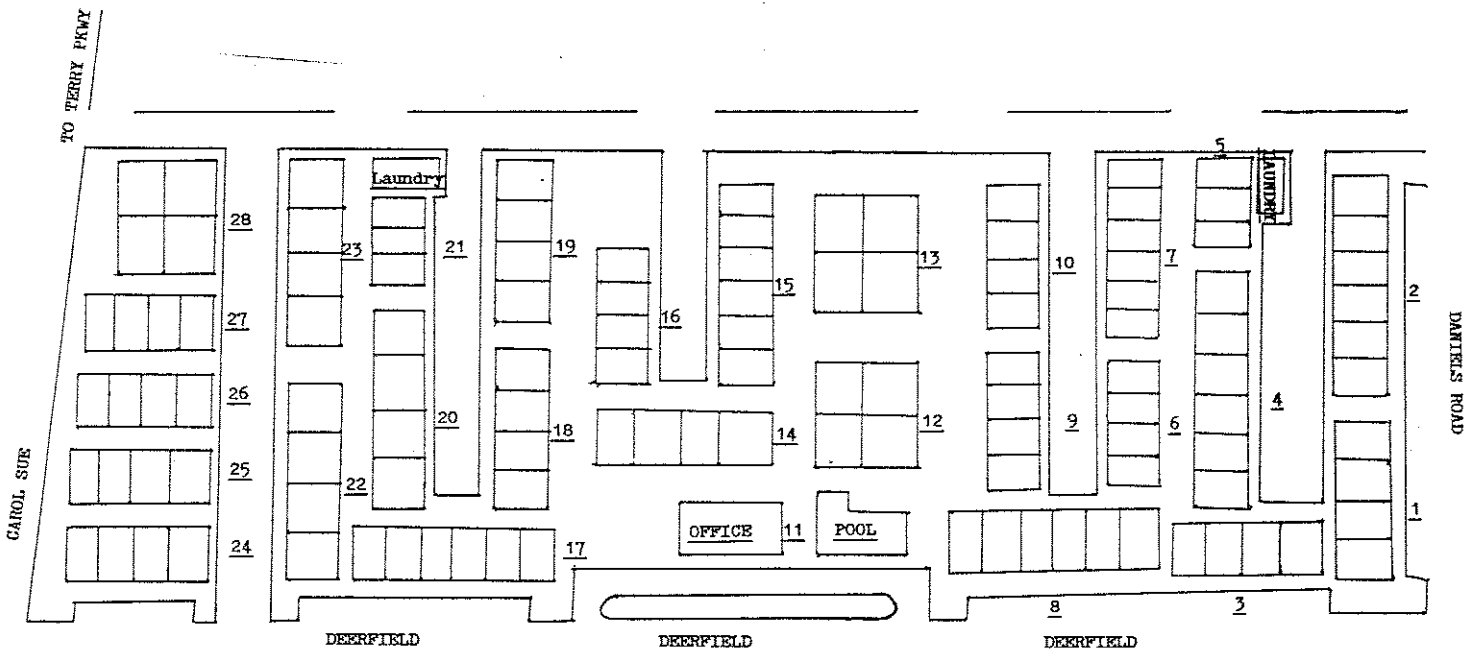 TO TERRY PKWY
5
Laundry
LAUNDRY
28
23
21
19
13
10
7
15
2
27
16
DANIELS ROAD
26
20
18
14
12
9
6
4
CAROL SUE
25
22
1
24
17
OFFICE
11
POOL
8
3
DEERFIELD
DEERFIELD
DEERFIELD